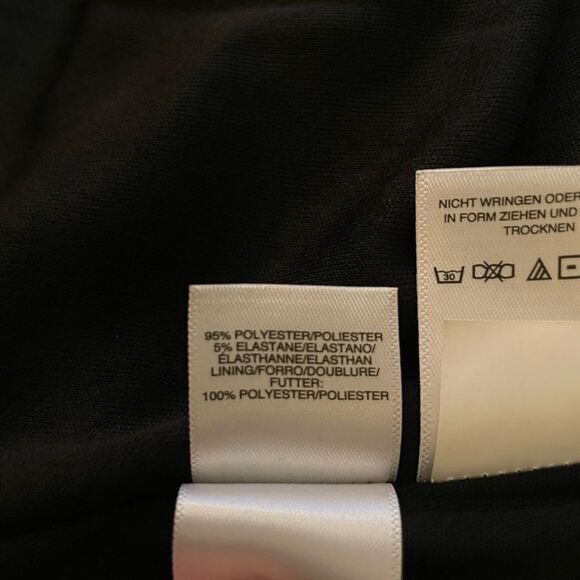 NICHT WRINGEN ODER
IN FORM ZIEHEN UND
TROCKNEN
30
95% POLYESTER/POLIESTER
5% ELASTANE/ELASTANO/
ÉLASTHANNE/ELASTHAN
LINING/FORRO/DOUBLURE/
FUTTER:
100% POLYESTER/POLIESTER